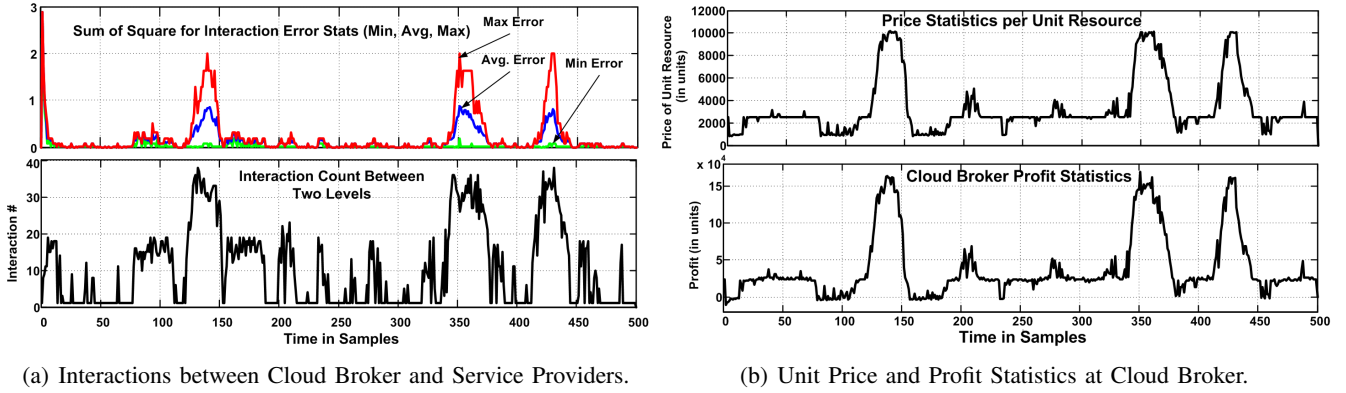 Sum of Square for Interaction Error Stats (Min, Avg, Max)
Max Error
Avg. Error
Min Error
3
2
1
0
Interaction Count Between
Two Levels
Interaction #
40
30
20
10
0
0 50 100 150 200 250 300 350 400 450 500
Time in Samples
(a) Interactions between Cloud Broker and Service Providers.
Price Statistics per Unit Resource
Price of Unit Resource
(in units)
12000
10000
8000
6000
4000
2000
0
x 10⁴
Cloud Broker Profit Statistics
Profit (in units)
15
10
5
0
0 50 100 150 200 250 300 350 400 450 500
Time in Samples
(b) Unit Price and Profit Statistics at Cloud Broker.